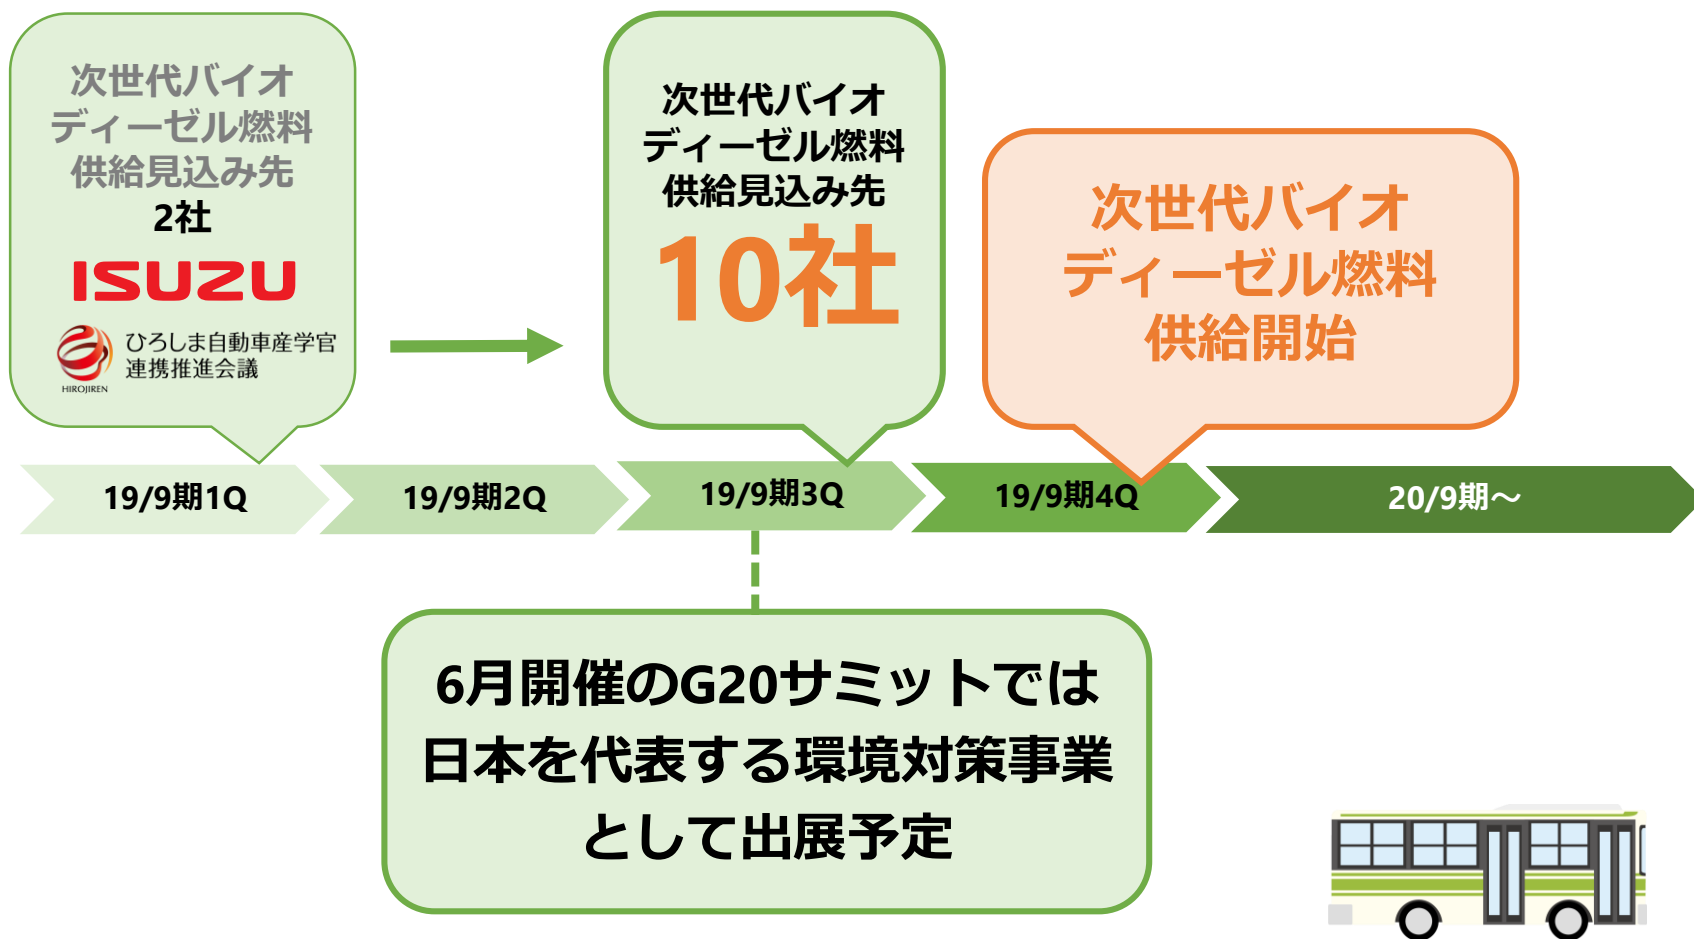 次世代バイオ
ディーゼル燃料
供給見込み先
2社
ISUZU
ひろしま自動車産学官
連携推進会議
HIROJIREN
次世代バイオ
ディーゼル燃料
供給見込み先
10社
次世代バイオ
ディーゼル燃料
供給開始
19/9期1Q
19/9期2Q
19/9期3Q
19/9期4Q
20/9期～
6月開催のG20サミットでは
日本を代表する環境対策事業
として出展予定